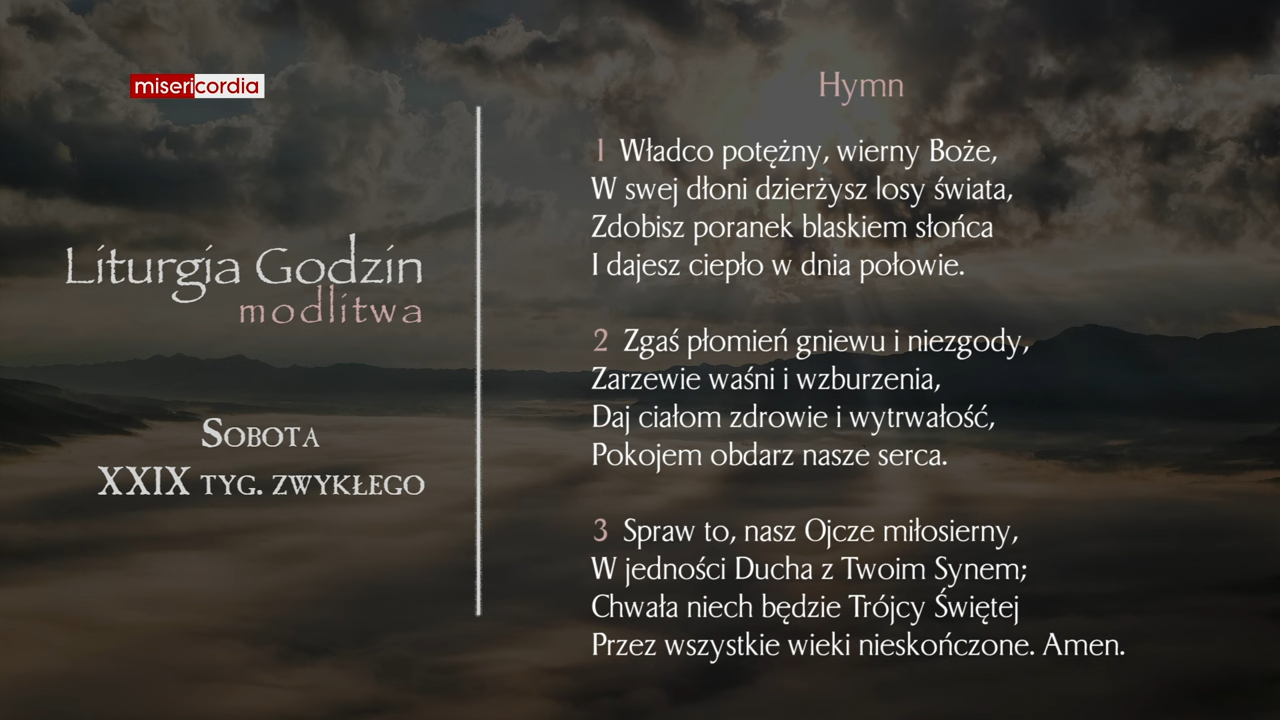 misericordia
Liturgia Godzin
modlitwa
Sobota
XXIX tyg. zwykłego
Hymn
1 Władco potężny, wierny Boże,
W swej dłoni dzierżysz losy świata,
Zdobisz poranek blaskiem słońca
I dajesz ciepło w dnia połowie.
2 Zgaś płomień gniewu i niezgody,
Zarzewie waśni i wzburzenia,
Daj ciałom zdrowie i wytrwałość,
Pokojem obdarz nasze serca.
3 Spraw to, nasz Ojcze miłosierny,
W jedności Ducha z Twoim Synem;
Chwała niech będzie Trójcy Świętej
Przez wszystkie wieki nieskończone. Amen.